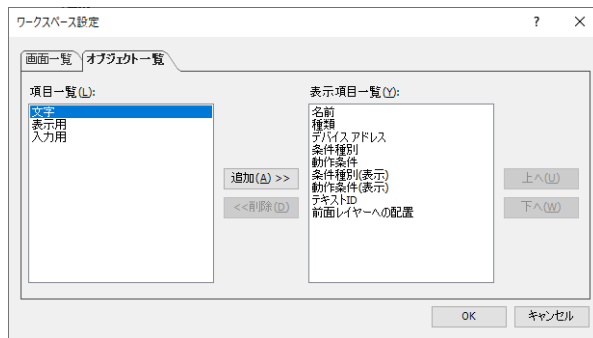 ワークスペース設定
?
画面一覧 オブジェクト一覧
項目一覧(L):
文字
表示用
入力用
追加(A) >>
<<削除(D)
表示項目一覧(Y):
名前
種類
デバイス アドレス
条件種別
動作条件
条件種別(表示)
動作条件(表示)
テキストID
前面レイヤーへの配置
上へ(U)
下へ(W)
OK キャンセル